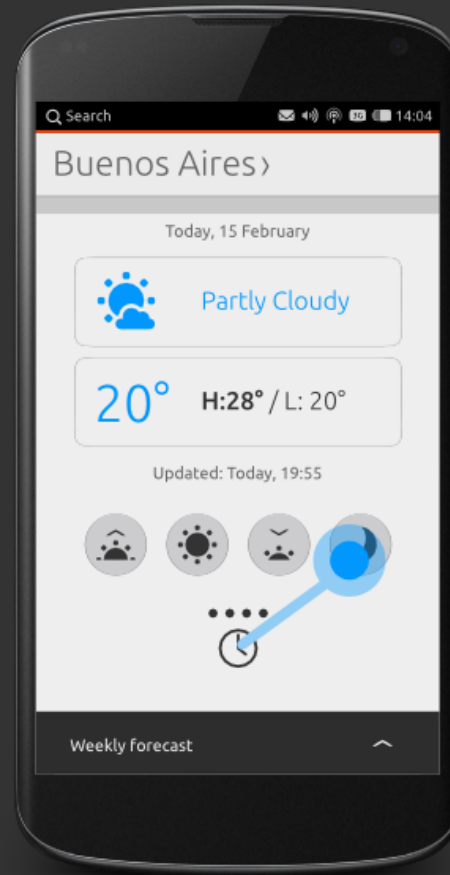 Search 3G 14:04
Buenos Aires›
Today, 15 February
Partly Cloudy
20° H:28° / L: 20°
Updated: Today, 19:55
Weekly forecast